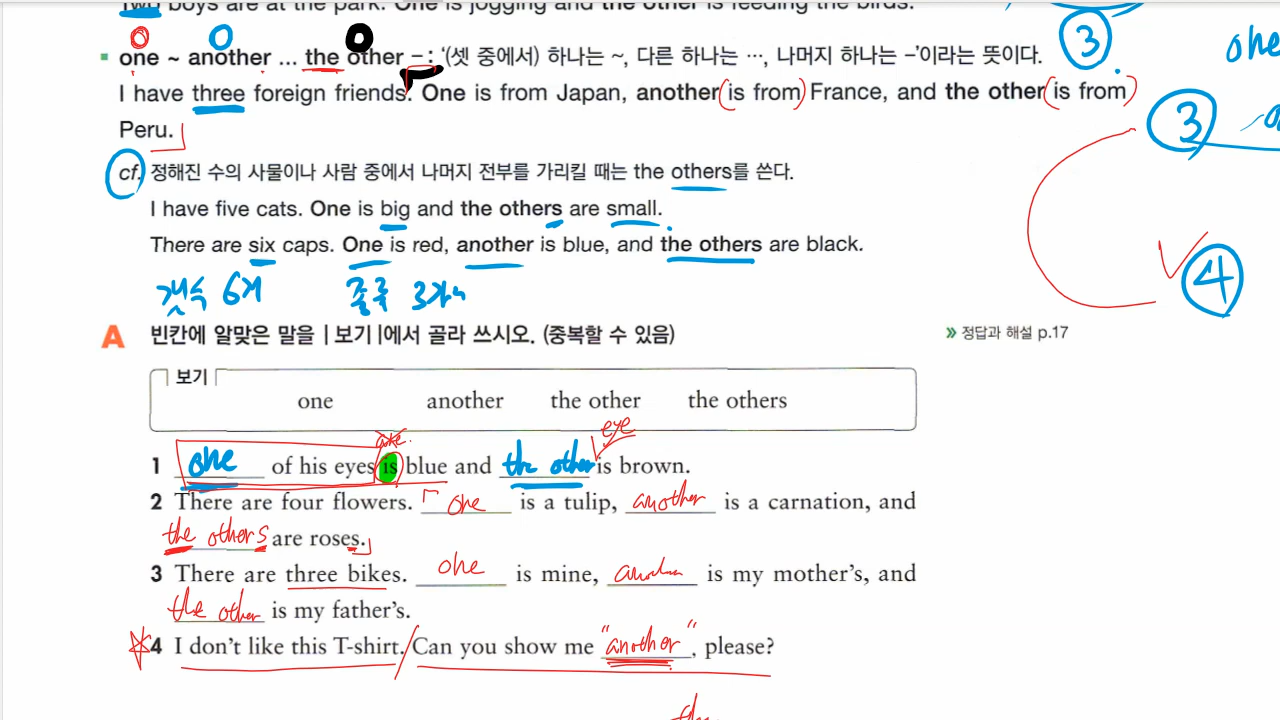 Two boys are at the park. One is jogging and the other is feeding the birds.
③ one
one ~ another ... the other – : '(셋 중에서) 하나는 ~, 다른 하나는 …, 나머지 하나는 –'이라는 뜻이다.
I have three foreign friends. One is from Japan, another (is from) France, and the other (is from)
③
Peru.
cf. 정해진 수의 사물이나 사람 중에서 나머지 전부를 가리킬 때는 the others를 쓴다.
I have five cats. One is big and the others are small.
There are six caps. One is red, another is blue, and the others are black.
갯수 6개 종류 3가지
④
A 빈칸에 알맞은 말을 | 보기 |에서 골라 쓰시오. (중복할 수 있음) » 정답과 해설 p.17
보기
one another the other the others
are. eye
1 one of his eyes is blue and the other is brown.
2 There are four flowers. one is a tulip, another is a carnation, and
the others are roses.
3 There are three bikes. one is mine, another is my mother's, and
the other is my father's.
4 I don't like this T-shirt. / Can you show me "another", please?